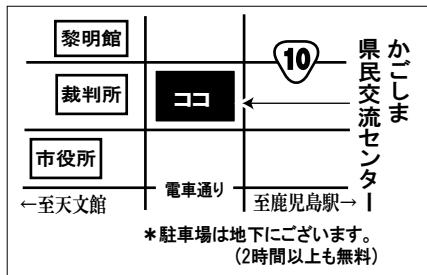 黎明館
10
裁判所
ココ
かごしま
県民交流センター
市役所
電車通り
←至天文館
至鹿児島駅→
＊駐車場は地下にございます。
(2時間以上も無料)